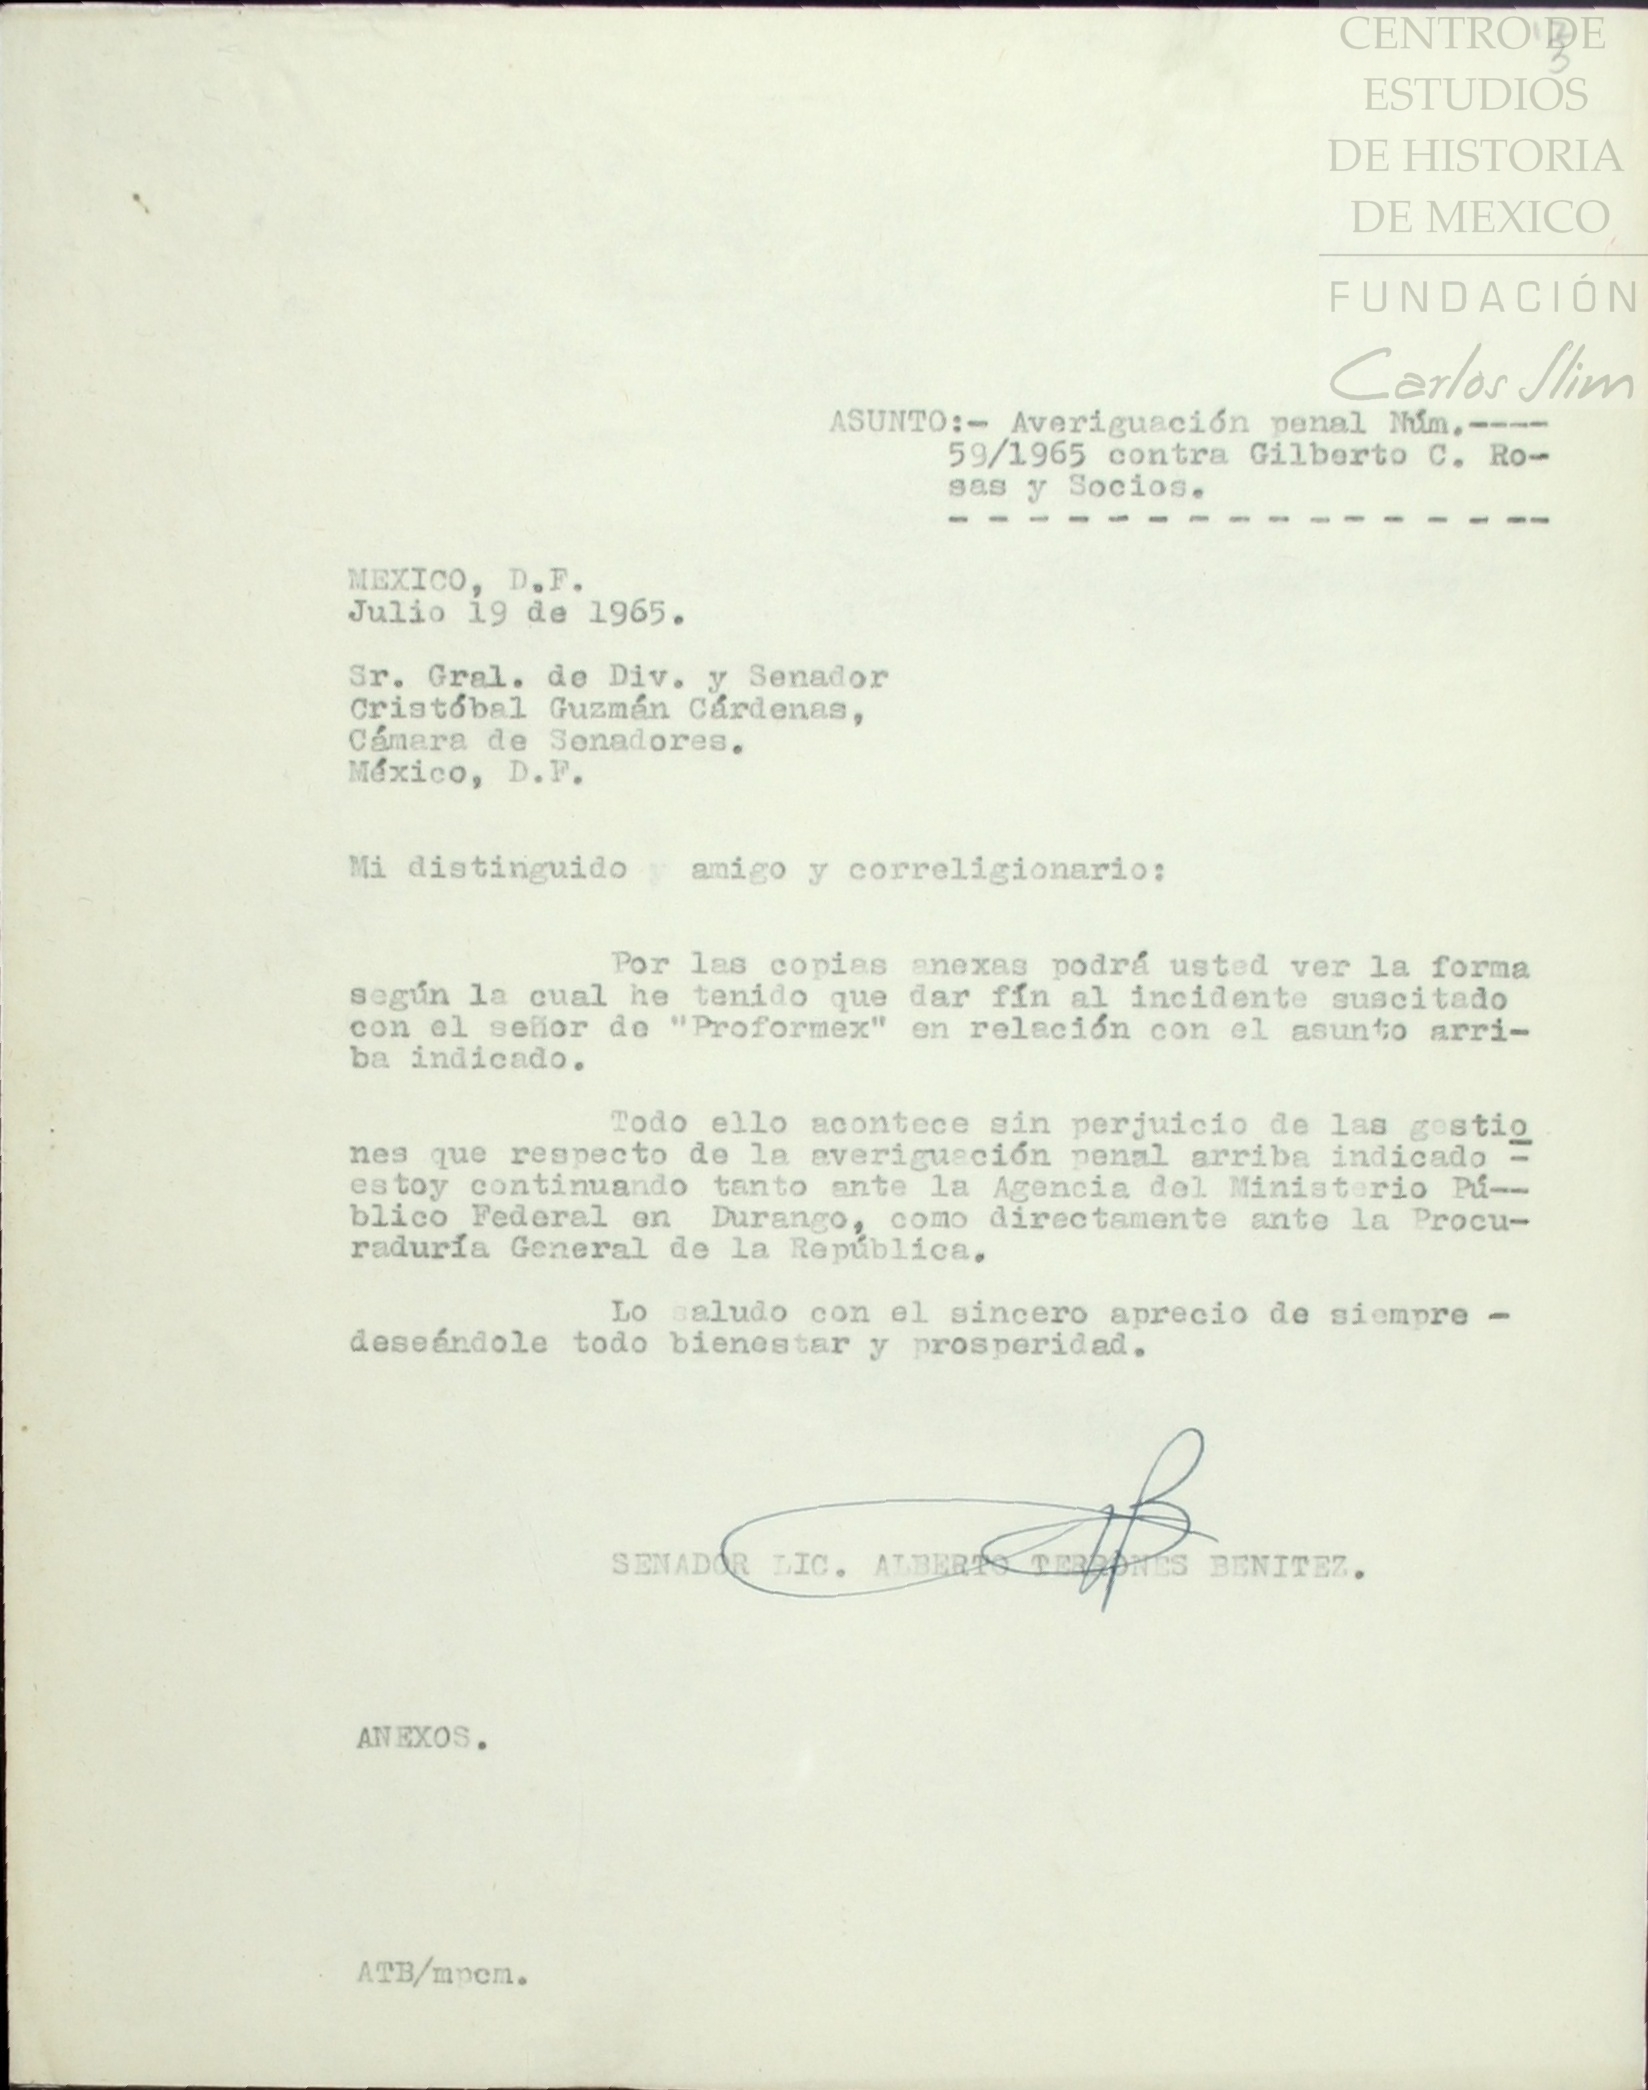 CENTRO DE
ESTUDIOS
DE HISTORIA
DE MEXICO
FUNDACIÓN
Carlos Slim
ASUNTO:- Averiguación penal Núm.----
59/1965 contra Gilberto C. Ro-
sas y Socios.
- - - - - - - - - - - - - - --
MEXICO, D.F.
Julio 19 de 1965.
Sr. Gral. de Div. y Senador
Cristóbal Guzmán Cárdenas,
Cámara de Senadores.
México, D.F.
Mi distinguido y amigo y correligionario:
Por las copias anexas podrá usted ver la forma
según la cual he tenido que dar fín al incidente suscitado
con el señor de "Proformex" en relación con el asunto arri-
ba indicado.
Todo ello acontece sin perjuicio de las gestio
nes que respecto de la averiguación penal arriba indicado -
estoy continuando tanto ante la Agencia del Ministerio Pú--
blico Federal en Durango, como directamente ante la Procu-
raduría General de la República.
Lo saludo con el sincero aprecio de siempre -
deseándole todo bienestar y prosperidad.
SENADOR LIC. ALBERTO TERRONES BENITEZ.
ANEXOS.
ATB/mpcm.